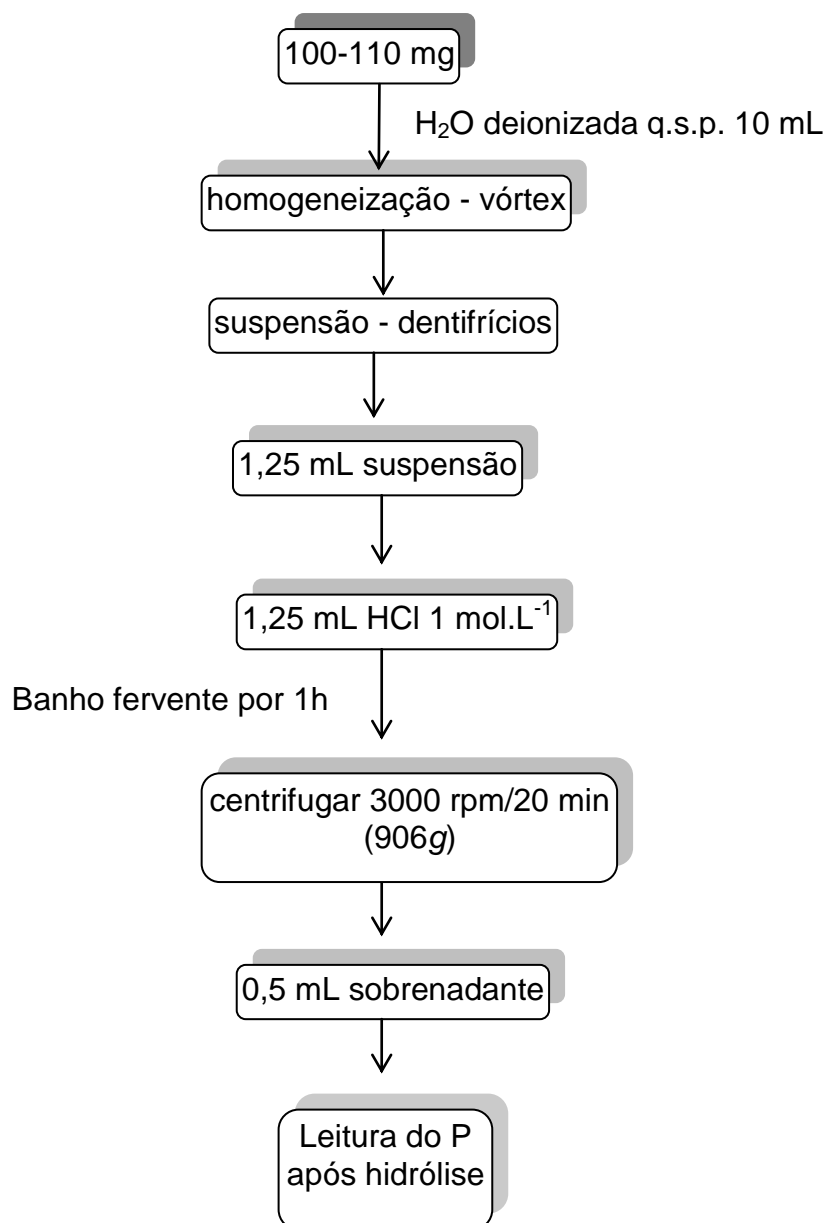 100-110 mg
H₂O deionizada q.s.p. 10 mL
homogeneização - vórtex
suspensão - dentifrícios
1,25 mL suspensão
1,25 mL HCl 1 mol.L⁻¹
Banho fervente por 1h
centrifugar 3000 rpm/20 min
(906g)
0,5 mL sobrenadante
Leitura do P
após hidrólise